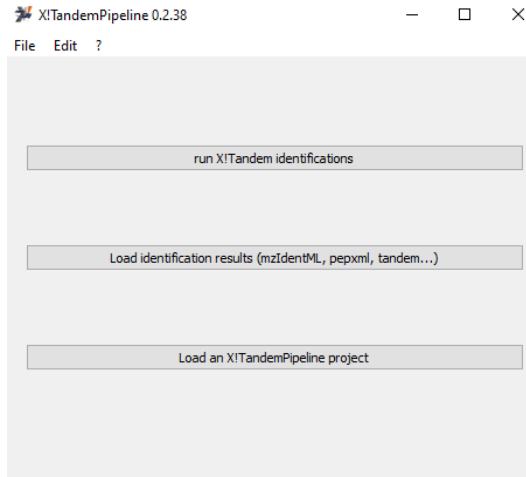 X!TandemPipeline 0.2.38
File Edit ?
run X!Tandem identifications
Load identification results (mzIdentML, pepxml, tandem...)
Load an X!TandemPipeline project